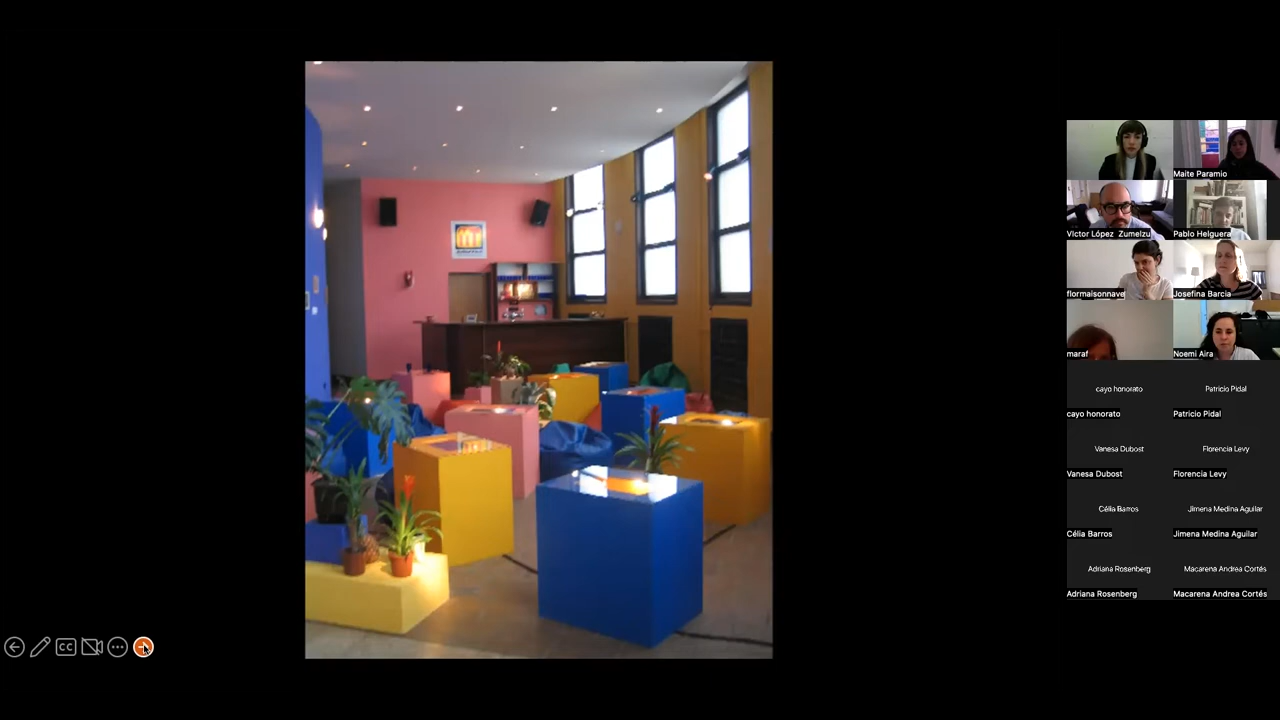 Maite Paramio
Víctor López Zumelzu
Pablo Helguera
flormaisonnave
Josefina Barcia
maraf
Noemi Aira
cayo honorato
Patricio Pidal
cayo honorato
Patricio Pidal
Vanesa Dubost
Florencia Levy
Vanesa Dubost
Florencia Levy
Célia Barros
Jimena Medina Aguilar
Célia Barros
Jimena Medina Aguilar
Adriana Rosenberg
Macarena Andrea Cortés
Adriana Rosenberg
Macarena Andrea Cortés
CC